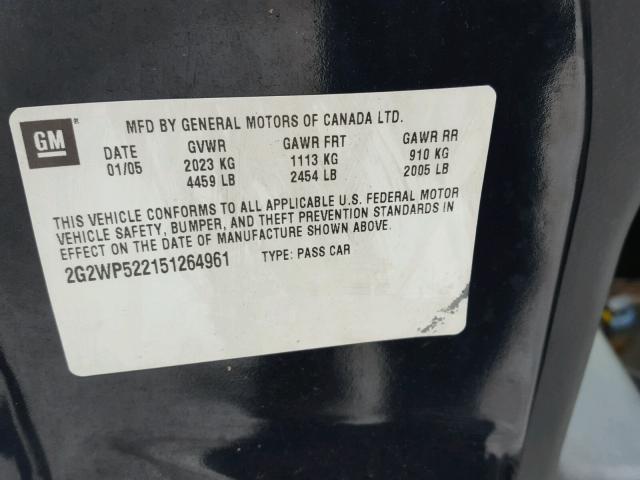 GM ®
MFD BY GENERAL MOTORS OF CANADA LTD.
DATE GVWR GAWR FRT GAWR RR
01/05 2023 KG 1113 KG 910 KG
4459 LB 2454 LB 2005 LB
THIS VEHICLE CONFORMS TO ALL APPLICABLE U.S. FEDERAL MOTOR
VEHICLE SAFETY, BUMPER, AND THEFT PREVENTION STANDARDS IN
EFFECT ON THE DATE OF MANUFACTURE SHOWN ABOVE.
2G2WP522151264961 TYPE: PASS CAR